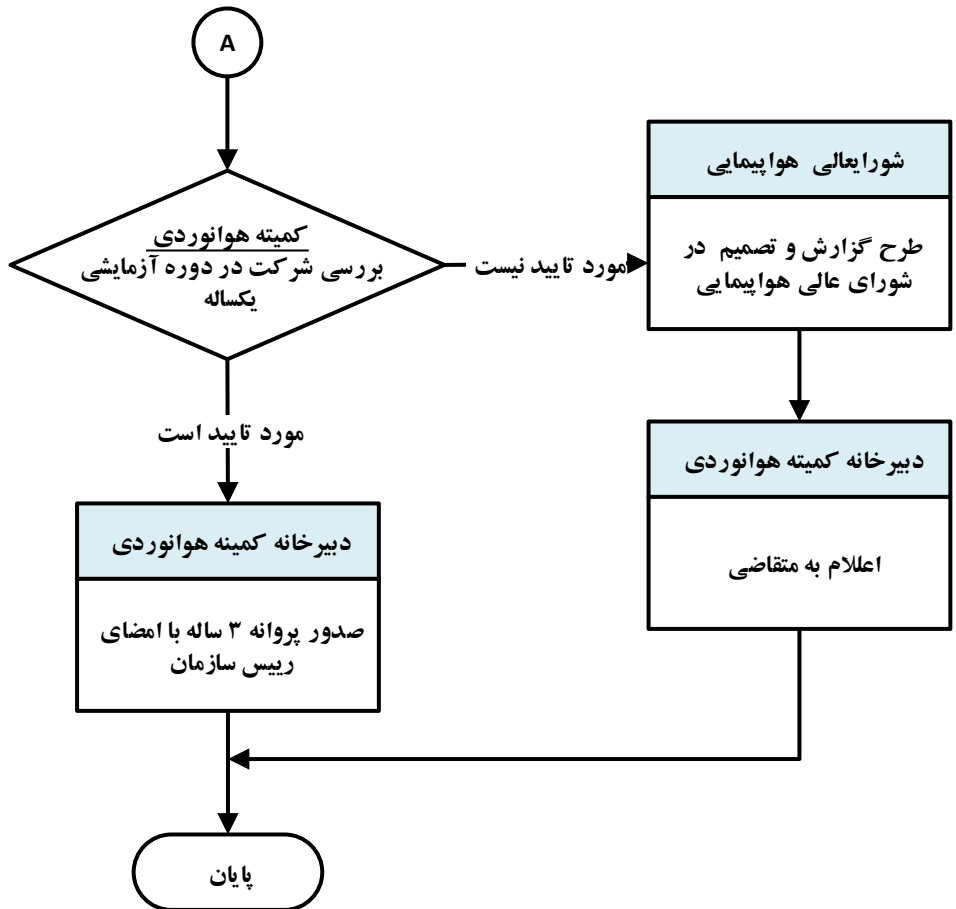 A
کمیته هوانوردی
بررسی شرکت در دوره آزمایشی
یکساله
مورد تایید نیست
شورایعالی هواپیمایی
طرح گزارش و تصمیم در
شورای عالی هواپیمایی
دبیرخانه کمیته هوانوردی
اعللام به متقاضی
مورد تایید است
دبیرخانه کمینه هوانوردی
صدور پروانه ۳ ساله با امضای
رییس سازمان
پایان